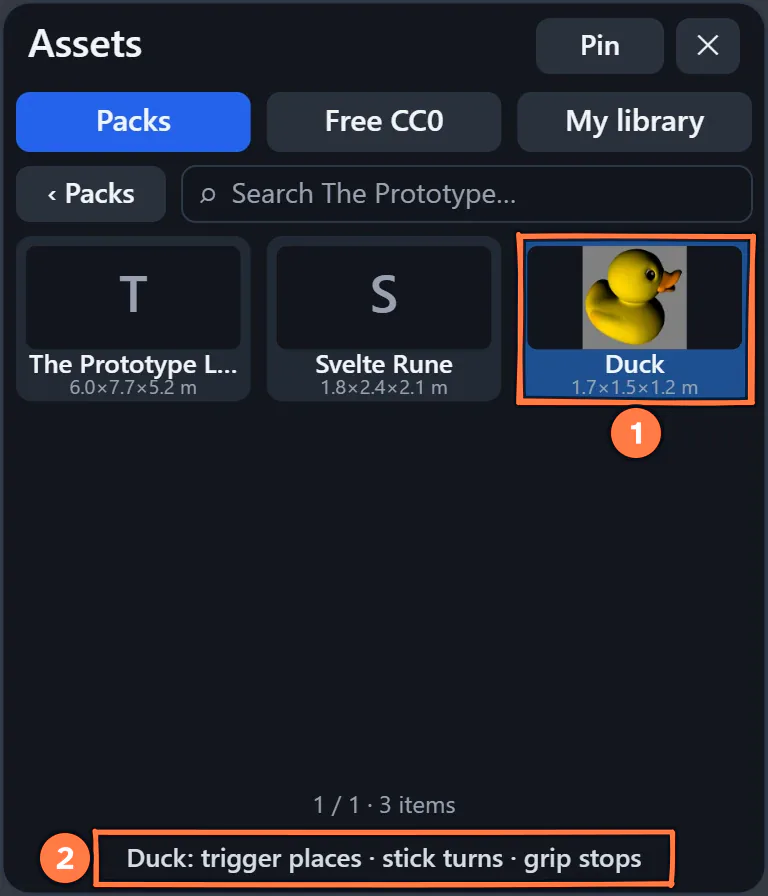 Assets
Pin
Packs
Free CC0
My library
‹ Packs
Search The Prototype...
T
S
The Prototype L...
Svelte Rune
Duck
6.0×7.7×5.2 m
1.8×2.4×2.1 m
1.7×1.5×1.2 m
1
1 / 1 · 3 items
2
Duck: trigger places · stick turns · grip stops